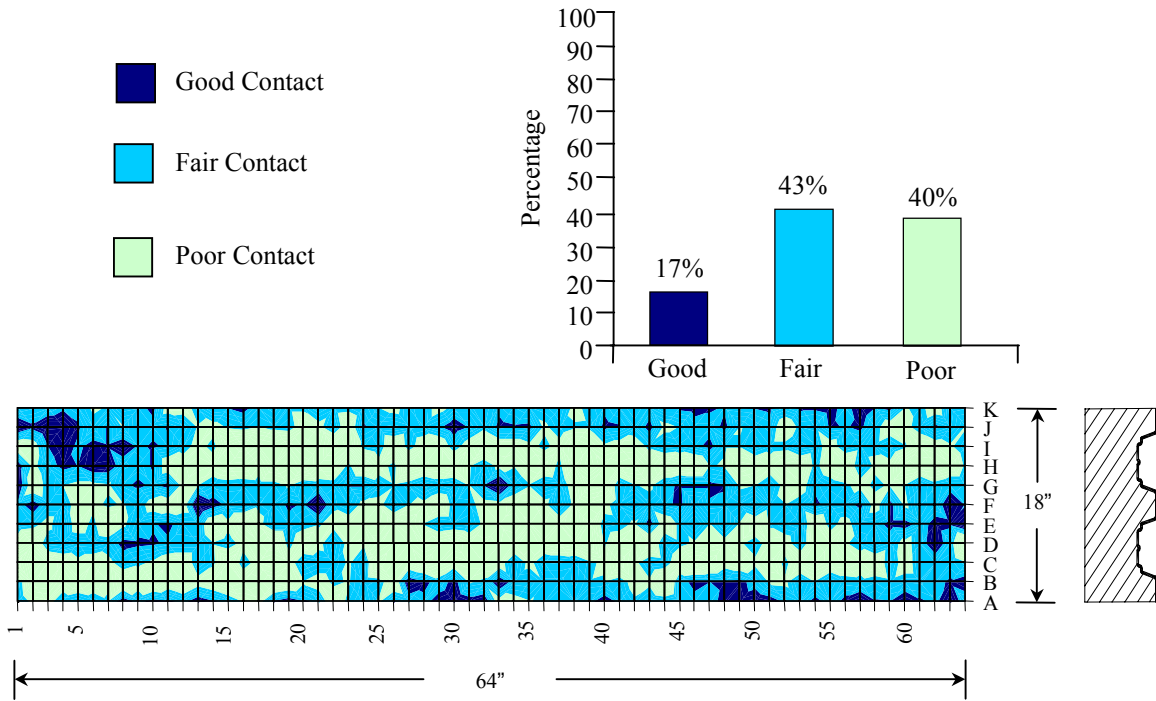 Good Contact
Fair Contact
Poor Contact
Percentage
100
90
80
70
60
50
40
30
20
10
0
17%
43%
40%
Good Fair Poor
K
J
I
H
G
F
E
D
C
B
A
18”
1 5 10 15 20 25 30 35 40 45 50 55 60
64”